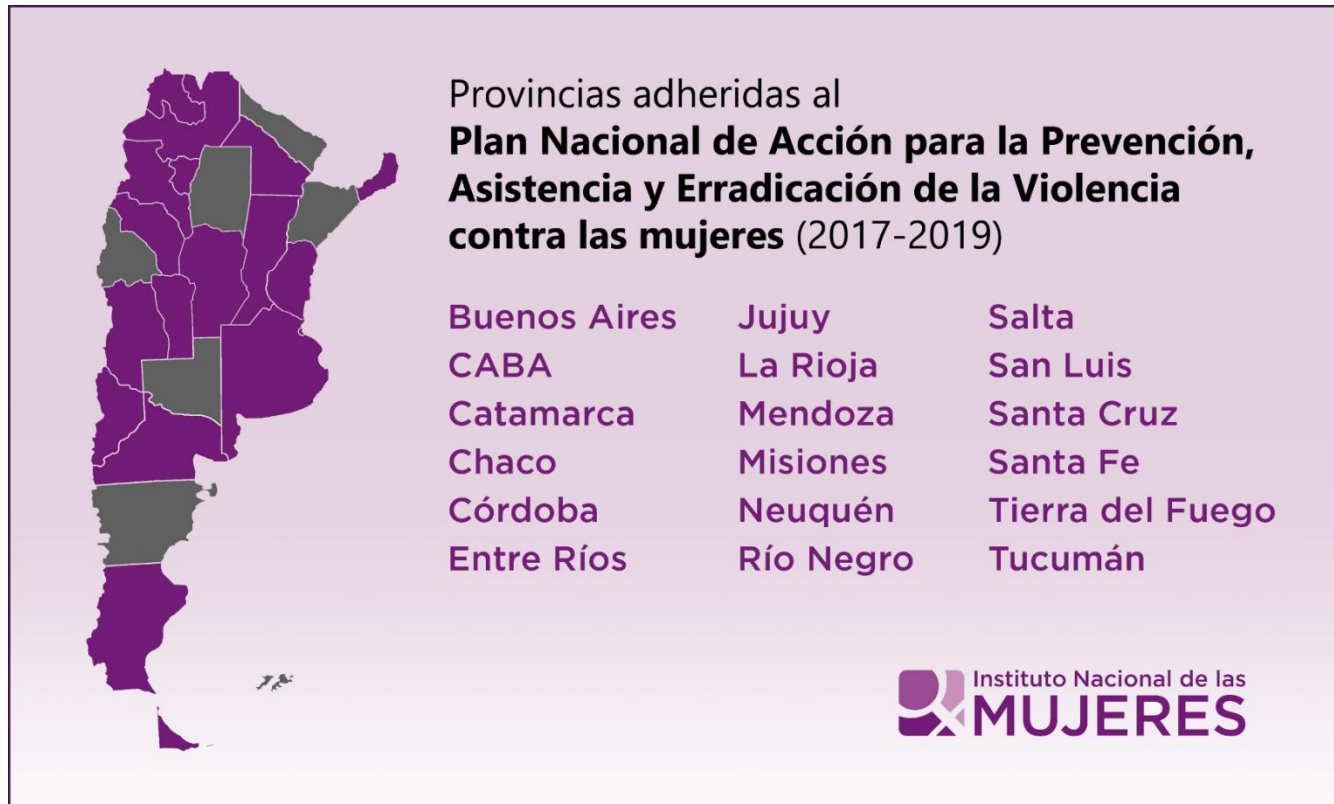 Provincias adheridas al
Plan Nacional de Acción para la Prevención,
Asistencia y Erradicación de la Violencia
contra las mujeres (2017-2019)
Buenos Aires
CABA
Catamarca
Chaco
Córdoba
Entre Ríos
Jujuy
La Rioja
Mendoza
Misiones
Neuquén
Río Negro
Salta
San Luis
Santa Cruz
Santa Fe
Tierra del Fuego
Tucumán
Instituto Nacional de las
MUJERES